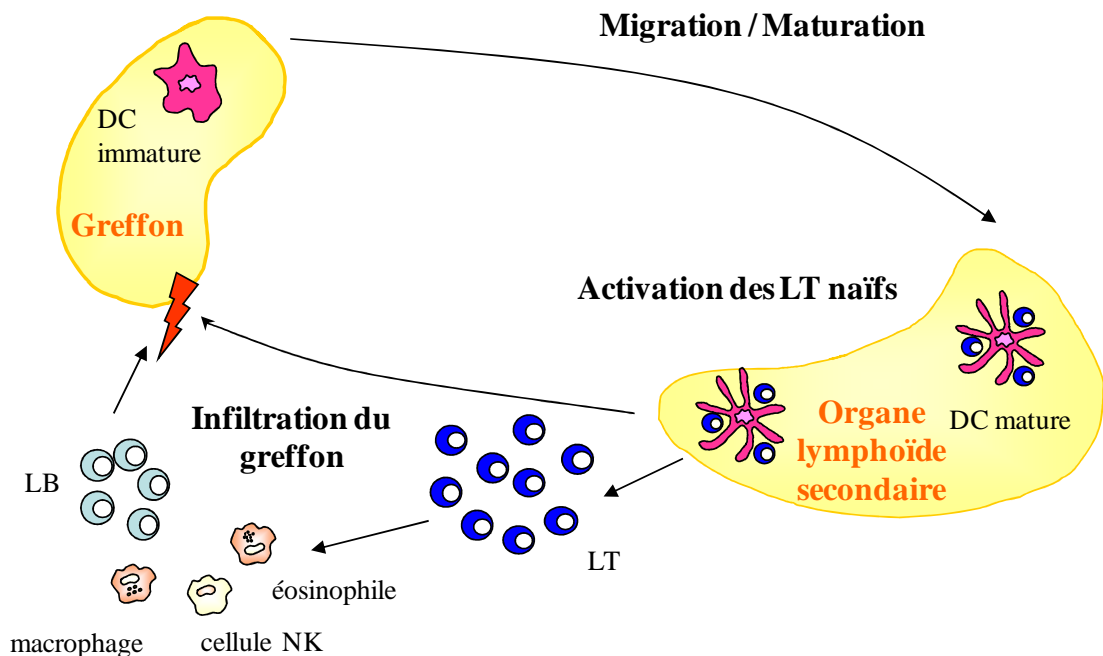 Migration / Maturation
DC
immature
Greffon
Activation des LT naïfs
Organe
lymphoïde
secondaire
DC mature
Infiltration du
greffon
LB
LT
éosinophile
macrophage
cellule NK